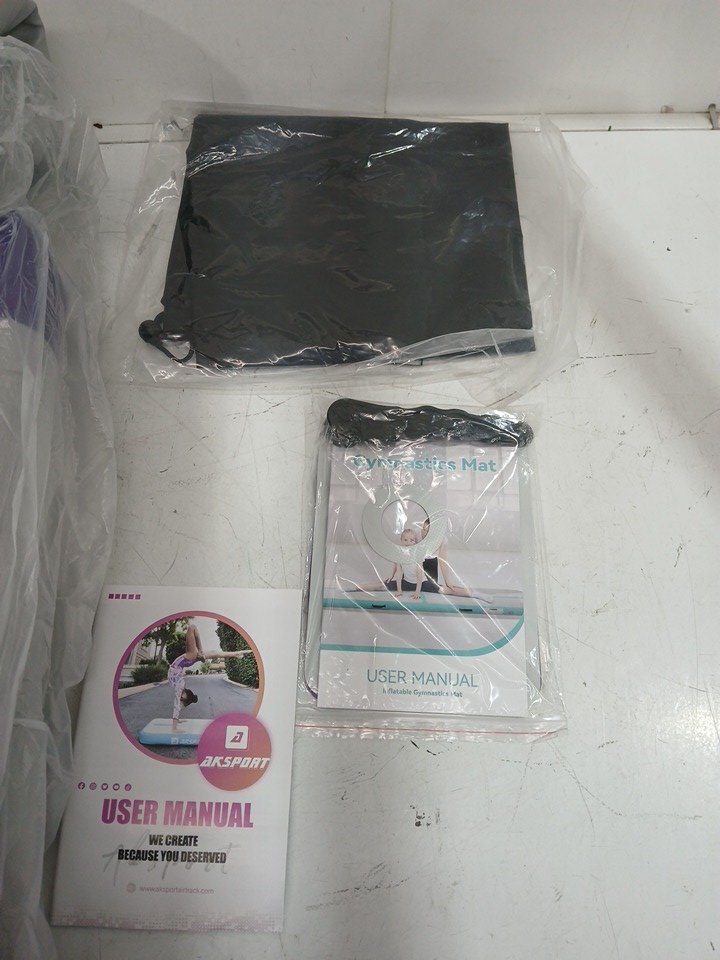 Gymnastics Mat
USER MANUAL
Inflatable Gymnastics Mat
AKSPORT
USER MANUAL
WE CREATE
BECAUSE YOU DESERVED
www.aksportairtrack.com